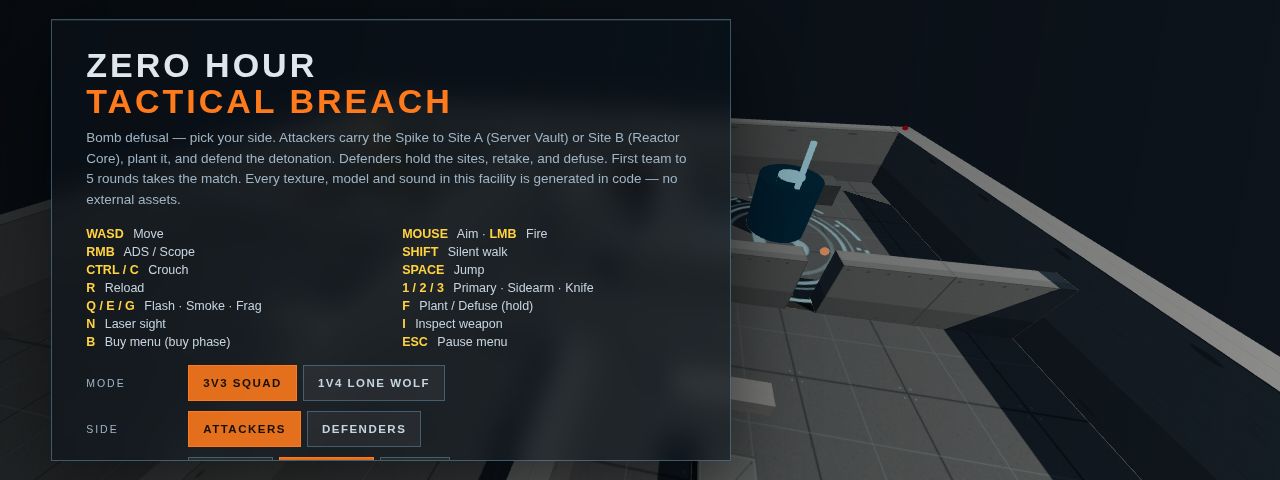 ZERO HOUR
TACTICAL BREACH
Bomb defusal — pick your side. Attackers carry the Spike to Site A (Server Vault) or Site B (Reactor
Core), plant it, and defend the detonation. Defenders hold the sites, retake, and defuse. First team to
5 rounds takes the match. Every texture, model and sound in this facility is generated in code — no
external assets.
WASD Move
MOUSE Aim · LMB Fire
RMB ADS / Scope
SHIFT Silent walk
CTRL / C Crouch
SPACE Jump
R Reload
1 / 2 / 3 Primary · Sidearm · Knife
Q / E / G Flash · Smoke · Frag
F Plant / Defuse (hold)
N Laser sight
I Inspect weapon
B Buy menu (buy phase)
ESC Pause menu
MODE 3V3 SQUAD 1V4 LONE WOLF
SIDE ATTACKERS DEFENDERS